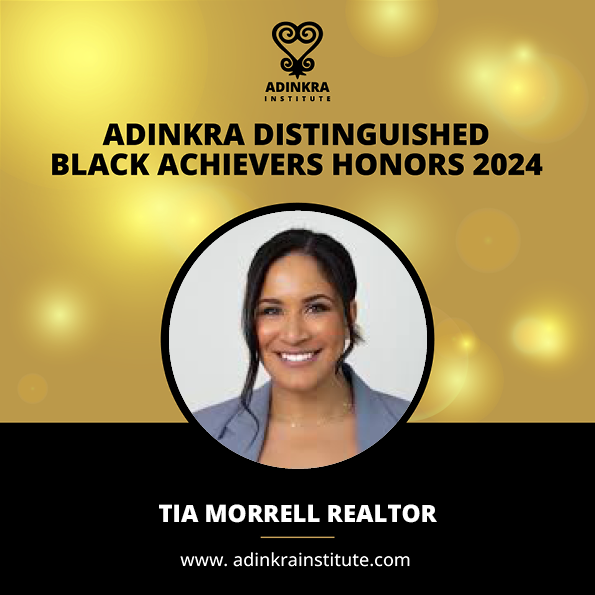 ADINKRA
INSTITUTE
ADINKRA DISTINGUISHED
BLACK ACHIEVERS HONORS 2024
TIA MORRELL REALTOR
www. adinkrainstitute.com